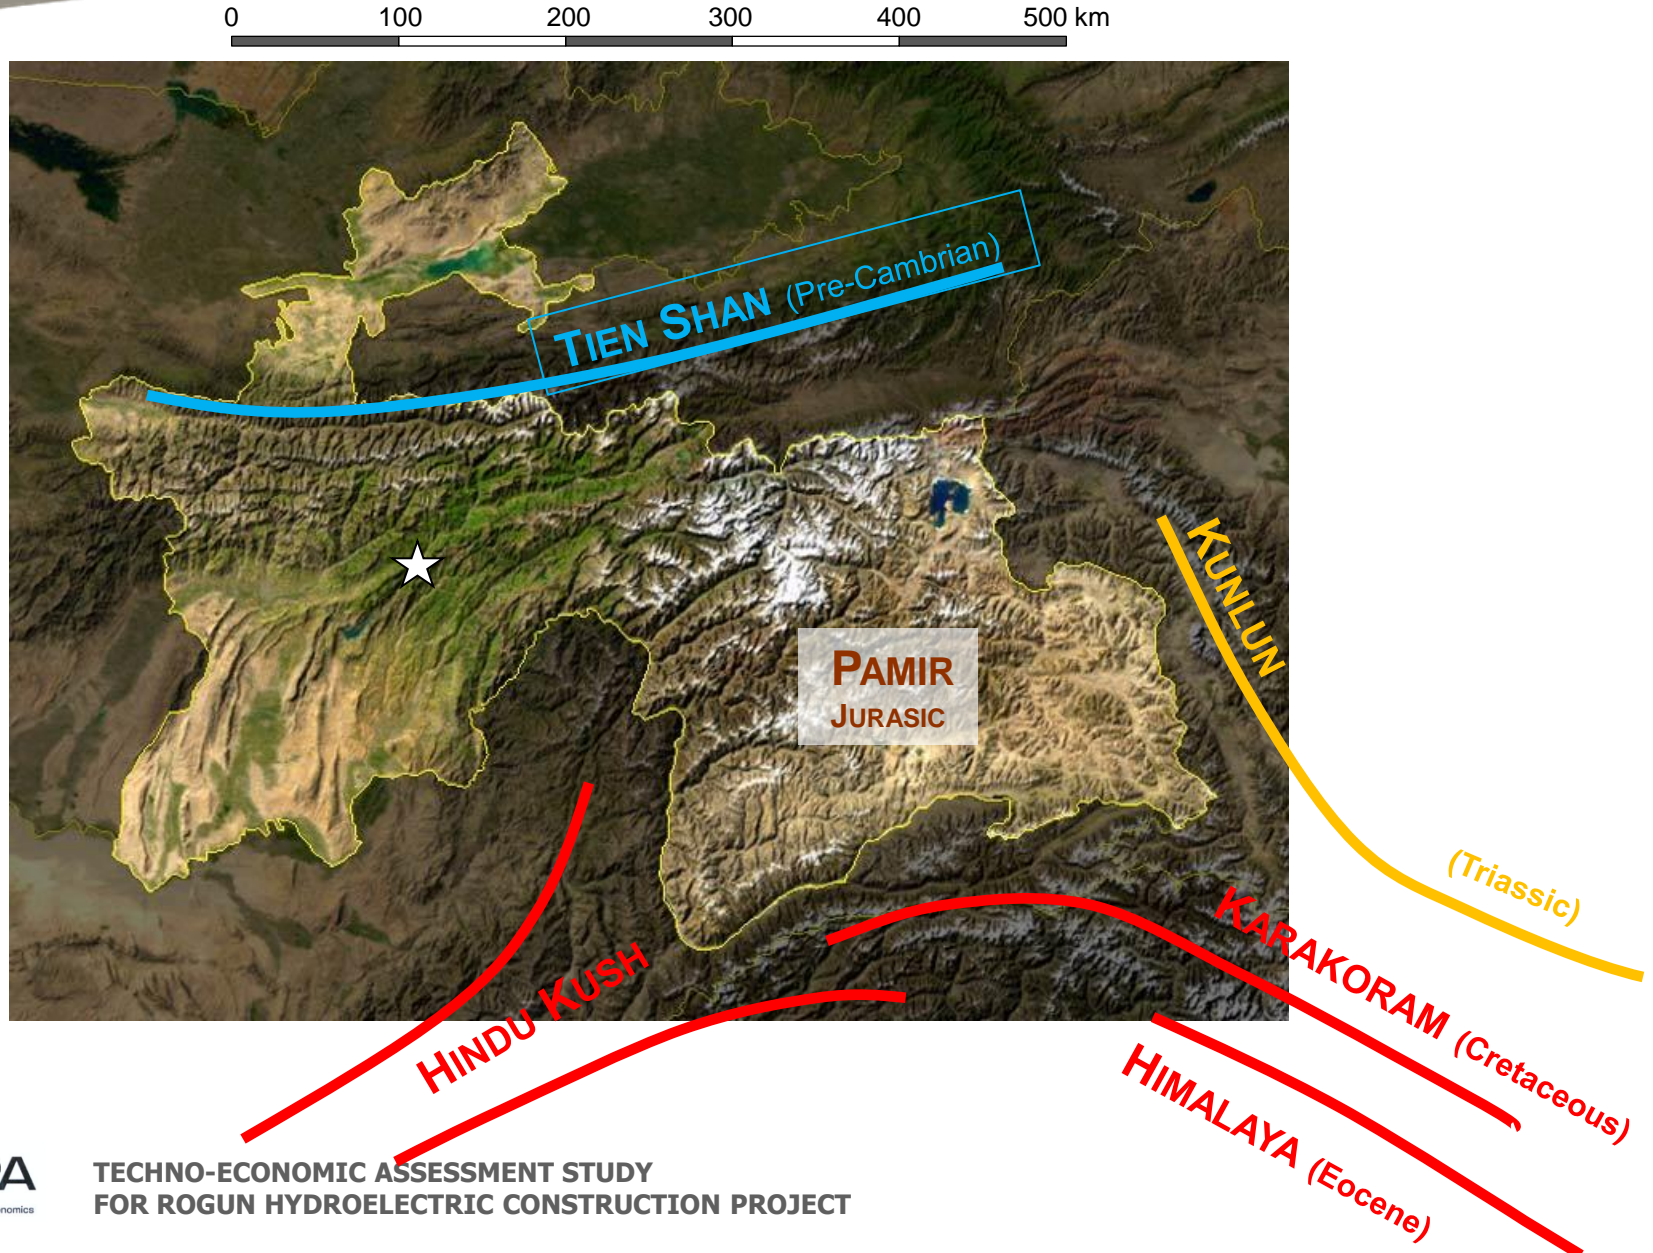 0 100 200 300 400 500 km
TIEN SHAN (Pre-Cambrian)
KUNLUN
PAMIR
JURASIC
(Triassic)
KARAKORAM (Cretaceous)
HINDU KUSH
HIMALAYA (Eocene)
TECHNO-ECONOMIC ASSESSMENT STUDY
FOR ROGUN HYDROELECTRIC CONSTRUCTION PROJECT